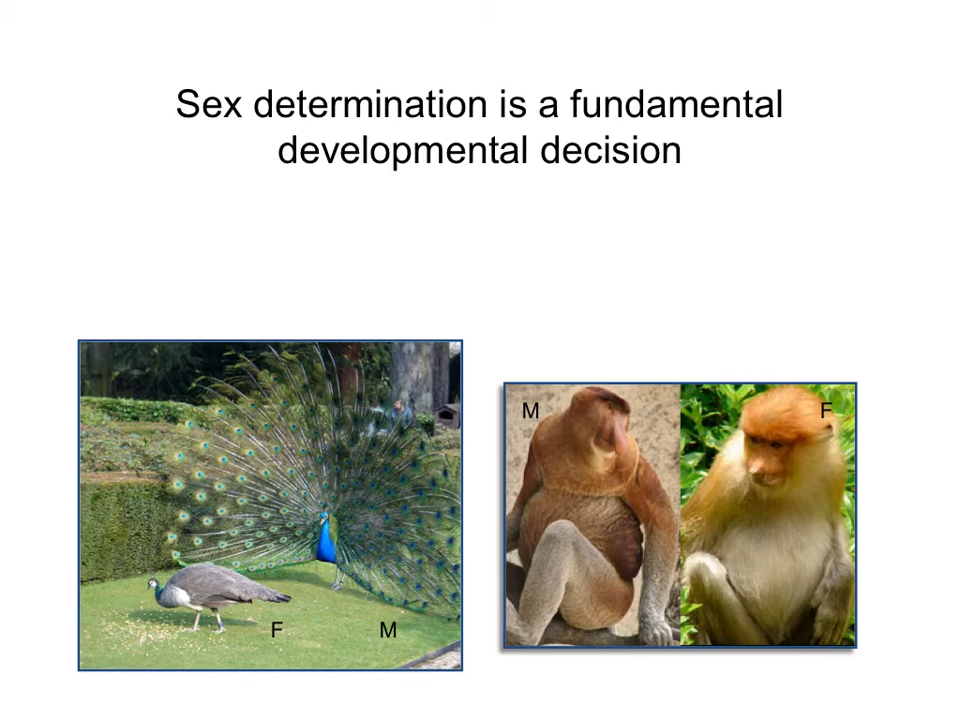 Sex determination is a fundamental
developmental decision
M
F
F
M